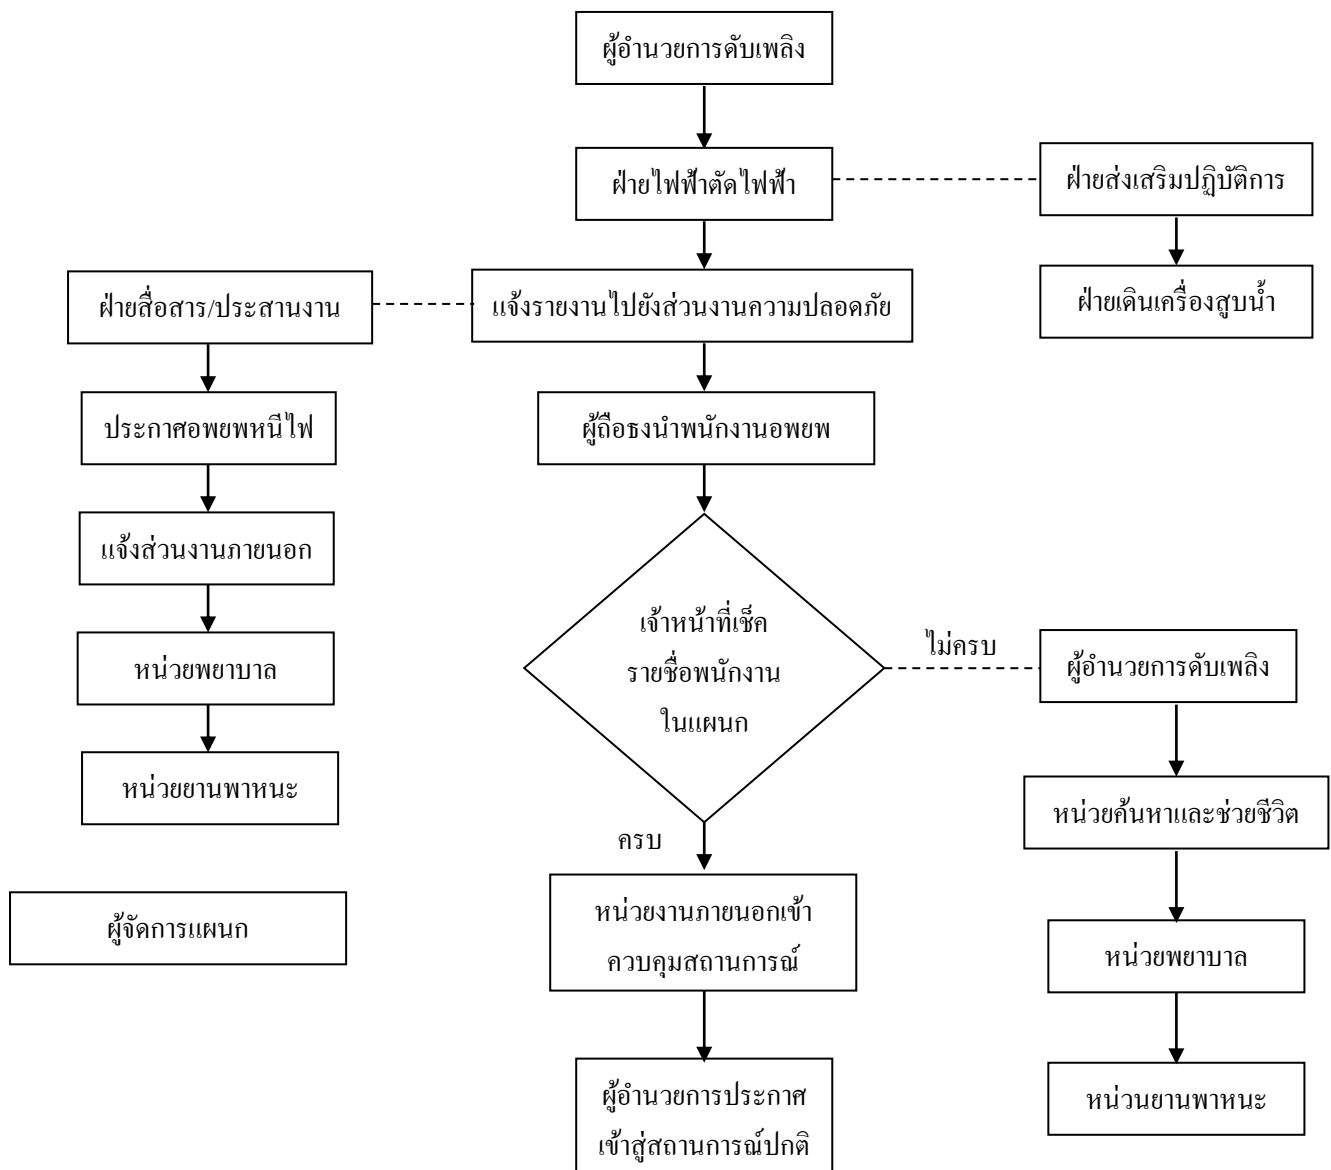 ผู้อำนวยการดับเพลิง
ฝ่ายไฟฟ้าตัดไฟฟ้า
ฝ่ายส่งเสริมปฏิบัติการ
ฝ่ายเดินเครื่องสูบน้ำ
แจ้งรายงานไปยังส่วนงานความปลอดภัย
ฝ่ายสื่อสาร/ประสานงาน
ประกาศอพยพหนีไฟ
แจ้งส่วนงานภายนอก
หน่วยพยาบาล
หน่วยยานพาหนะ
ผู้จัดการแผนก
ผู้ถือธงนำพนักงานอพยพ
เจ้าหน้าที่เช็ค
รายชื่อพนักงาน
ในแผนก
ไม่ครบ
ผู้อำนวยการดับเพลิง
หน่วยค้นหาและช่วยชีวิต
หน่วยพยาบาล
หน่วนยานพาหนะ
ครบ
หน่วยงานภายนอกเข้า
ควบคุมสถานการณ์
ผู้อำนวยการประกาศ
เข้าสู่สถานการณ์ปกติ